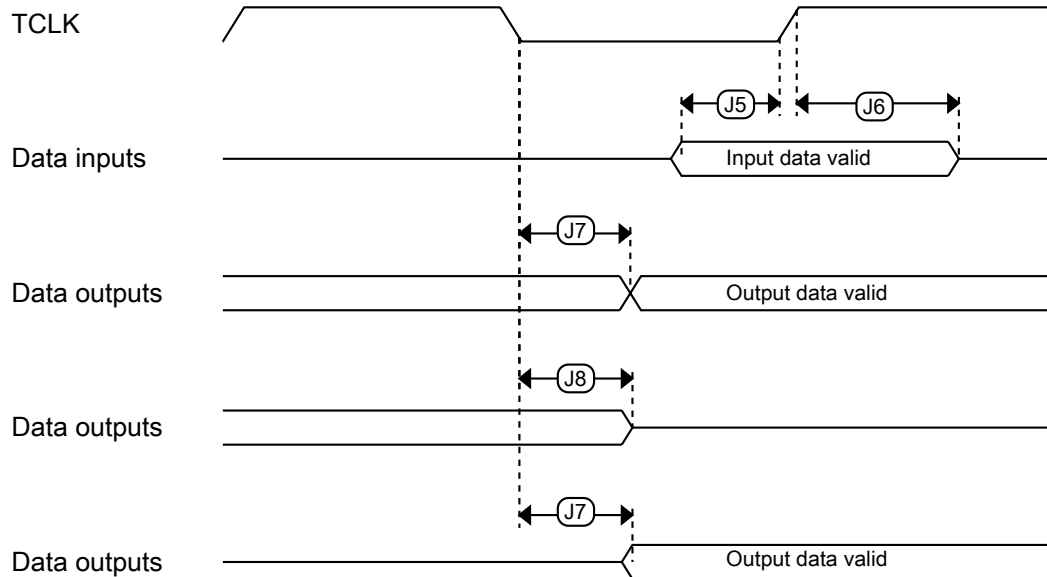 TCLK
J5
J6
Data inputs
Input data valid
J7
Data outputs
Output data valid
J8
Data outputs
J7
Data outputs
Output data valid